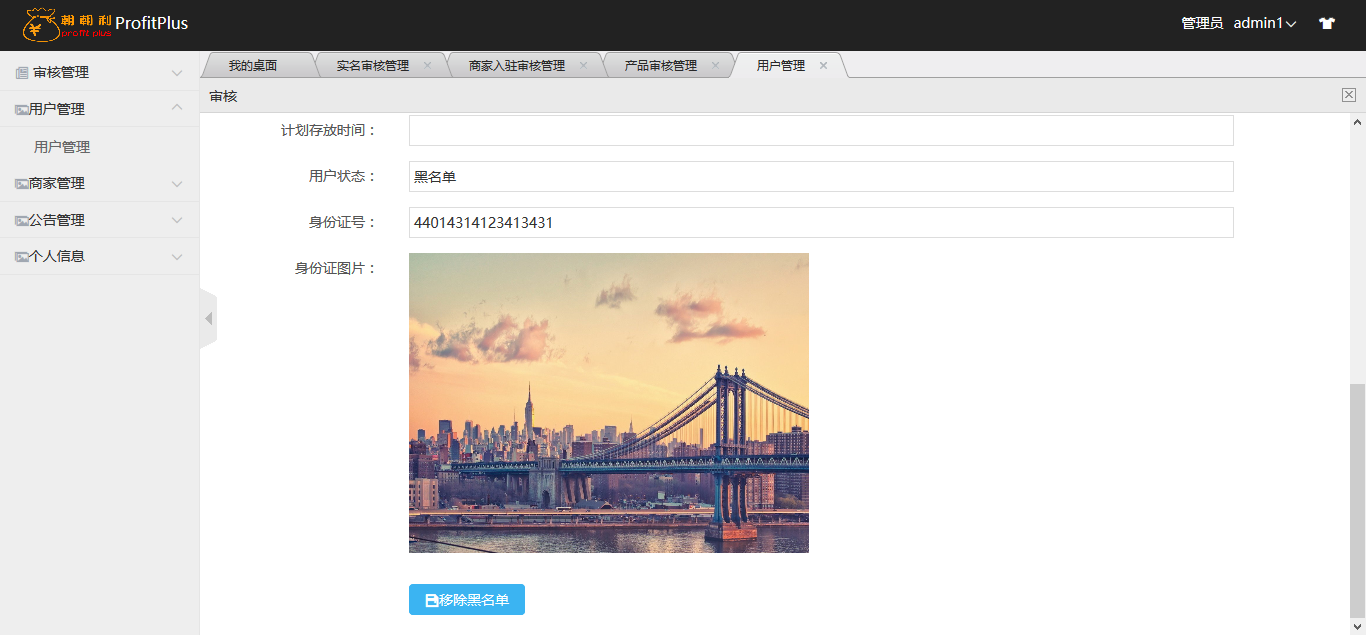 朝朝利
profit plus
ProfitPlus
管理员 admin1
审核管理
用户管理
用户管理
商家管理
公告管理
个人信息
我的桌面
实名审核管理
商家入驻审核管理
产品审核管理
用户管理
审核
计划存放时间：
用户状态：
黑名单
身份证号：
44014314123413431
身份证图片：
移除黑名单